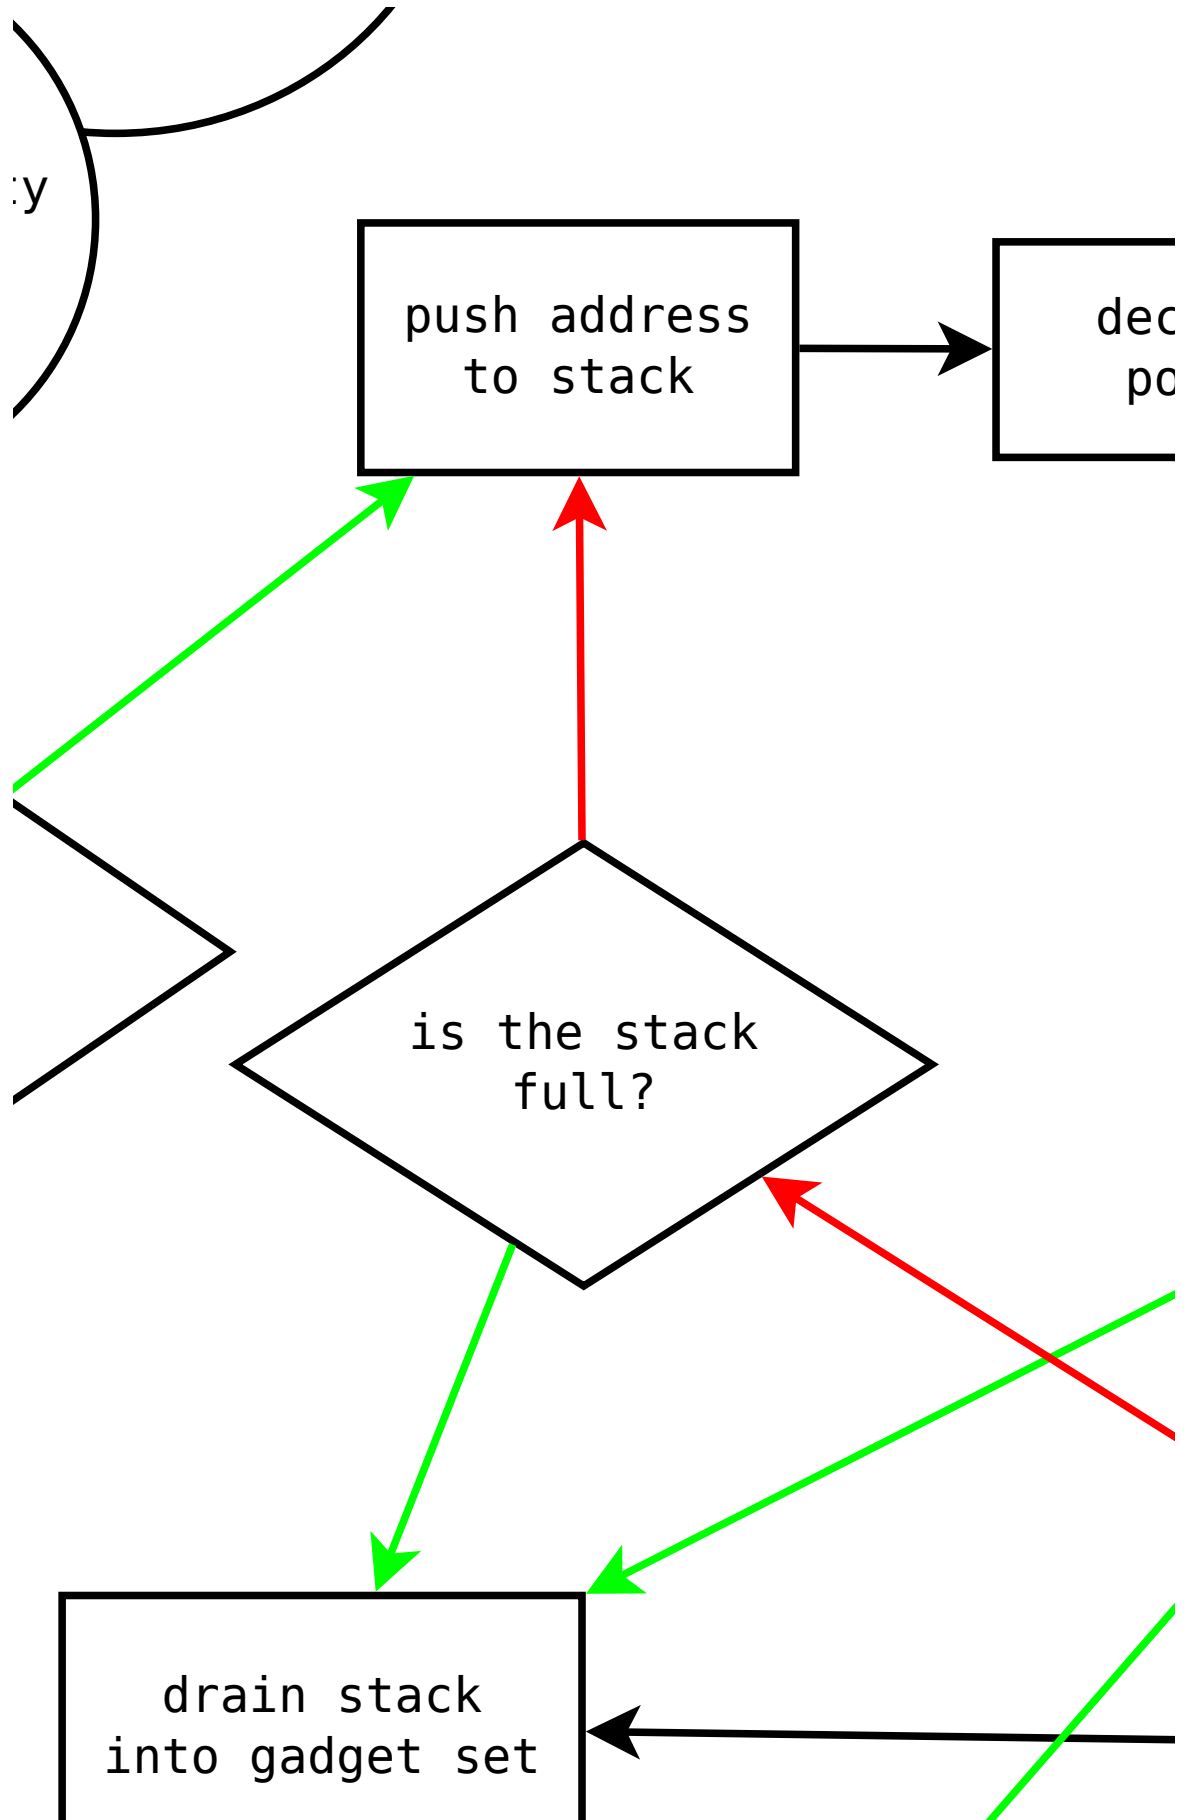 push address
to stack
is the stack
full?
drain stack
into gadget set